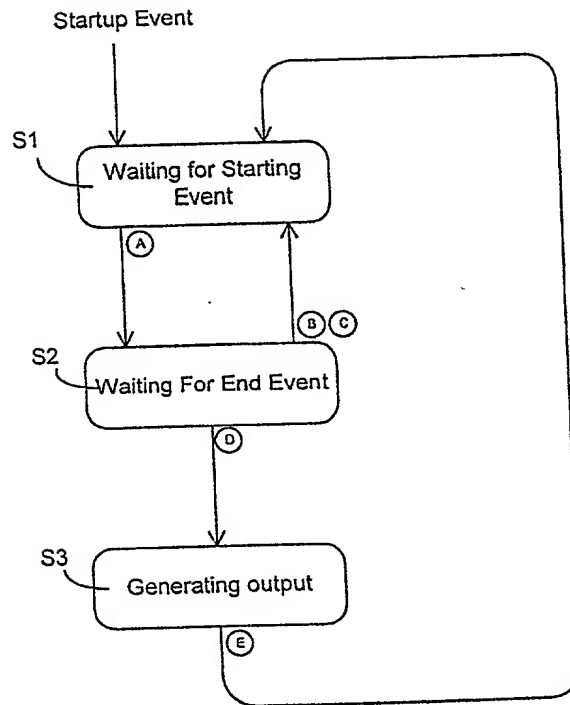 Startup Event
S1
Waiting for Starting
Event
A
B C
S2
Waiting For End Event
D
S3
Generating output
E